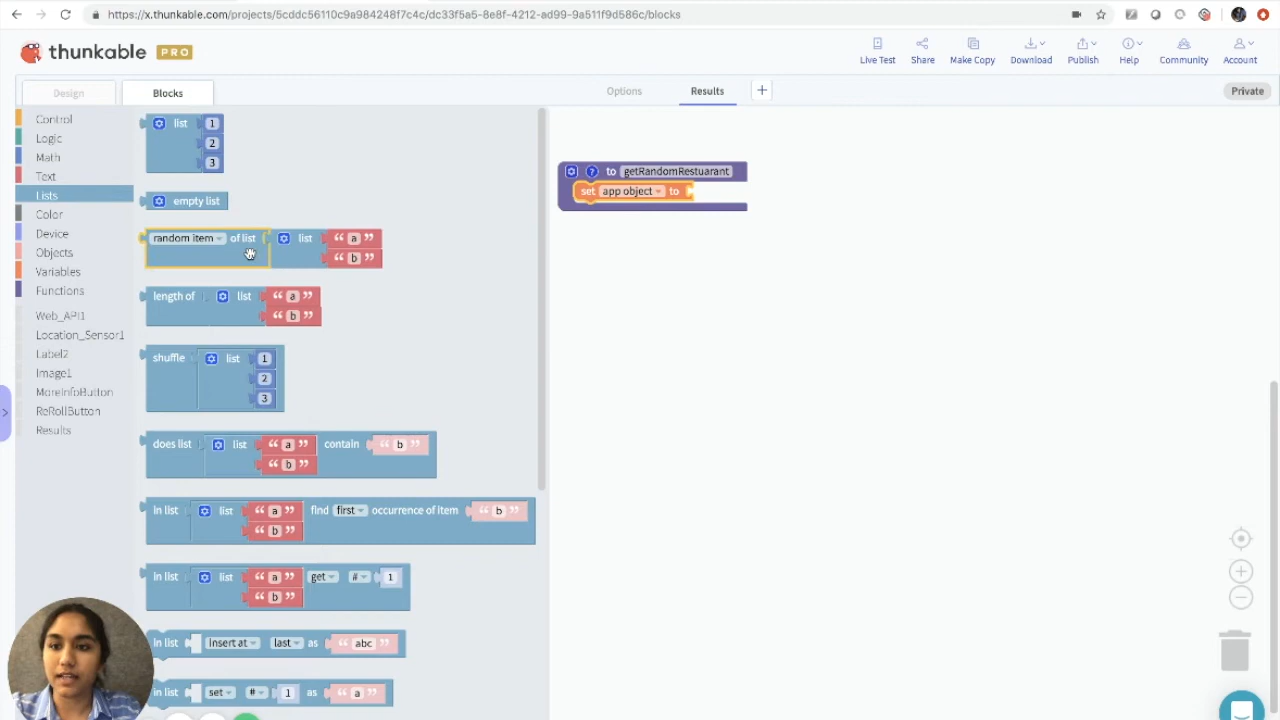 https://x.thunkable.com/projects/5cddc56110c9a984248f7c4c/dc33f5a5-8e8f-4212-ad99-9a511f9d586c/blocks
thunkable PRO
Live Test Share Make Copy Download Publish Help Community Account
Design Blocks Options Results + Private
Control
Logic
Math
Text
Lists
Color
Device
Objects
Variables
Functions
Web_API1
Location_Sensor1
Label2
Image1
MoreInfoButton
ReRollButton
Results
list 1
2
3
empty list
random item of list list “ a ”
“ b ”
length of list “ a ”
“ b ”
shuffle list 1
2
3
does list list “ a ” contain “ b ”
“ b ”
in list list “ a ” find first occurrence of item “ b ”
“ b ”
in list list “ a ” get # 1
“ b ”
in list insert at last as “ abc ”
in list set # 1 as “ a ”
? to getRandomRestuarant
set app object to